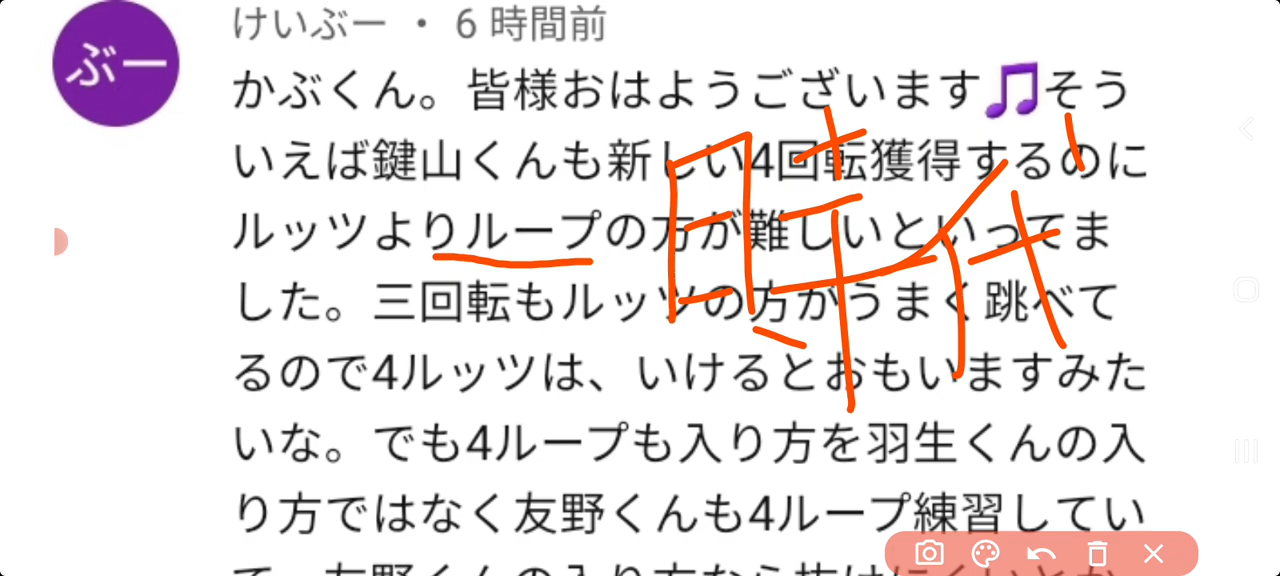 ぶー
けいぶー • 6 時間前
かぶくん。皆様おはようございます🎵そう
いえば鍵山くんも新しい4回転獲得するのに
ルッツよりループの方が難しいといってま
した。三回転もルッツの方がうまく跳べて
るので4ルッツは、いけるとおもいますみた
いな。でも4ループも入り方を羽生くんの入
り方ではなく友野くんも4ループ練習してい
時代